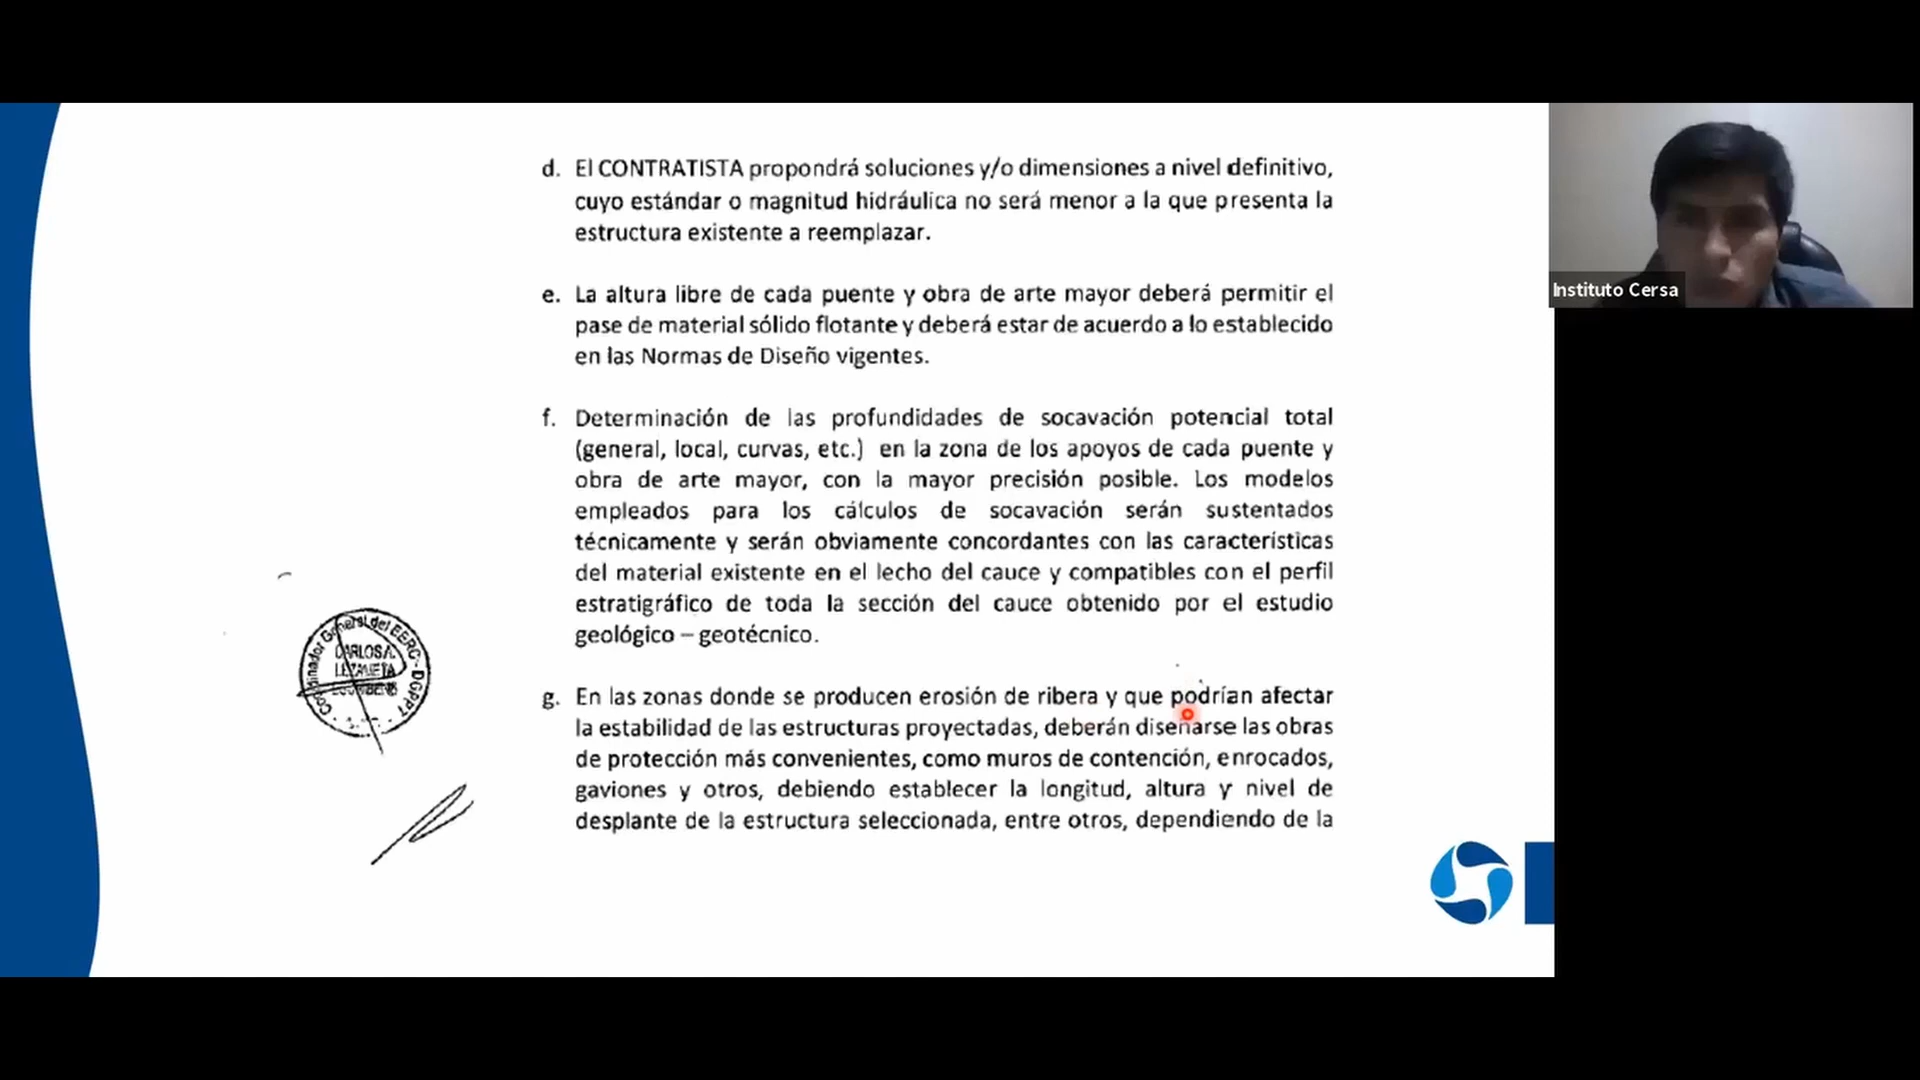 d. El CONTRATISTA propondrá soluciones y/o dimensiones a nivel definitivo,
cuyo estándar o magnitud hidráulica no será menor a la que presenta la
estructura existente a reemplazar.
e. La altura libre de cada puente y obra de arte mayor deberá permitir el
pase de material sólido flotante y deberá estar de acuerdo a lo establecido
en las Normas de Diseño vigentes.
f. Determinación de las profundidades de socavación potencial total
(general, local, curvas, etc.) en la zona de los apoyos de cada puente y
obra de arte mayor, con la mayor precisión posible. Los modelos
empleados para los cálculos de socavación serán sustentados
técnicamente y serán obviamente concordantes con las características
del material existente en el lecho del cauce y compatibles con el perfil
estratigráfico de toda la sección del cauce obtenido por el estudio
geológico – geotécnico.
g. En las zonas donde se producen erosión de ribera y que podrían afectar
la estabilidad de las estructuras proyectadas, deberán diseñarse las obras
de protección más convenientes, como muros de contención, enrocados,
gaviones y otros, debiendo establecer la longitud, altura y nivel de
desplante de la estructura seleccionada, entre otros, dependiendo de la
Coordinador General del EERC - DGPPT
CARLOS A.
Instituto Cersa